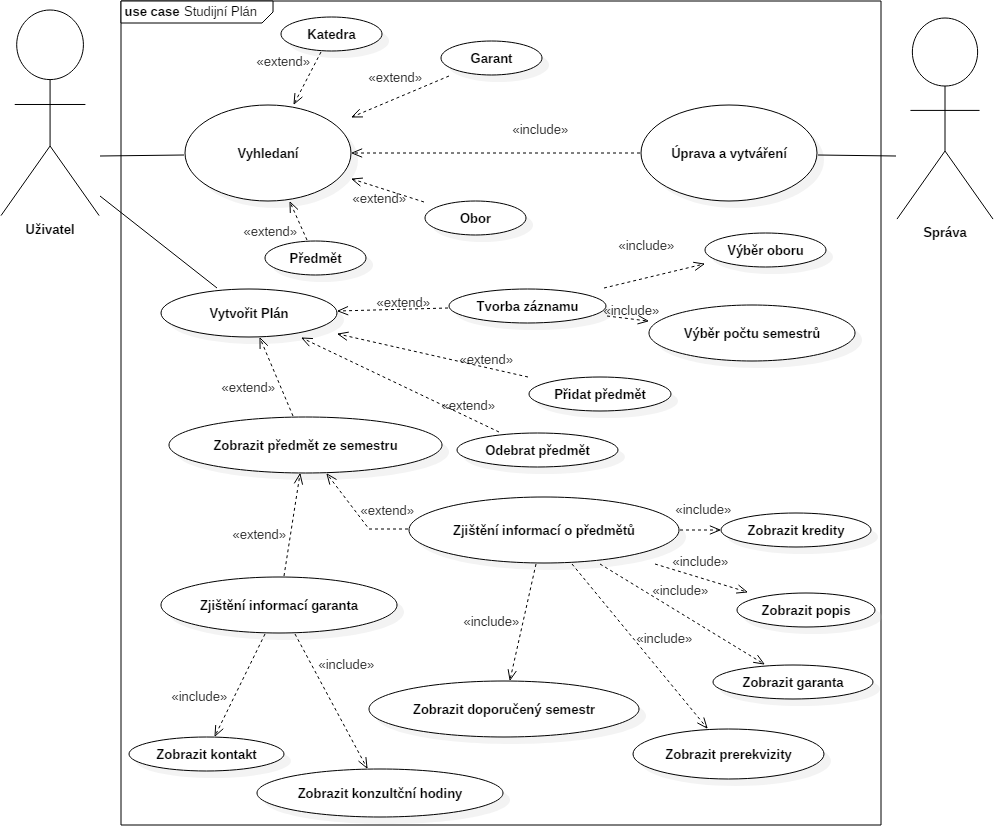 use case Studijní Plán
Katedra
«extend»
Garant
«extend»
Vyhledaní
«include»
Úprava a vytváření
«extend»
Obor
Uživatel
Správa
«extend»
Předmět
«include»
Výběr oboru
Vytvořit Plán
«extend»
Tvorba záznamu
«include»
Výběr počtu semestrů
«extend»
Přidat předmět
«extend»
«extend»
Odebrat předmět
Zobrazit předmět ze semestru
«extend»
«extend»
Zjištění informací o předmětů
«include»
Zobrazit kredity
«include»
Zobrazit popis
«include»
Zjištění informací garanta
«include»
«include»
Zobrazit garanta
«include»
«include»
Zobrazit doporučený semestr
Zobrazit kontakt
Zobrazit prerekvizity
Zobrazit konzultční hodiny